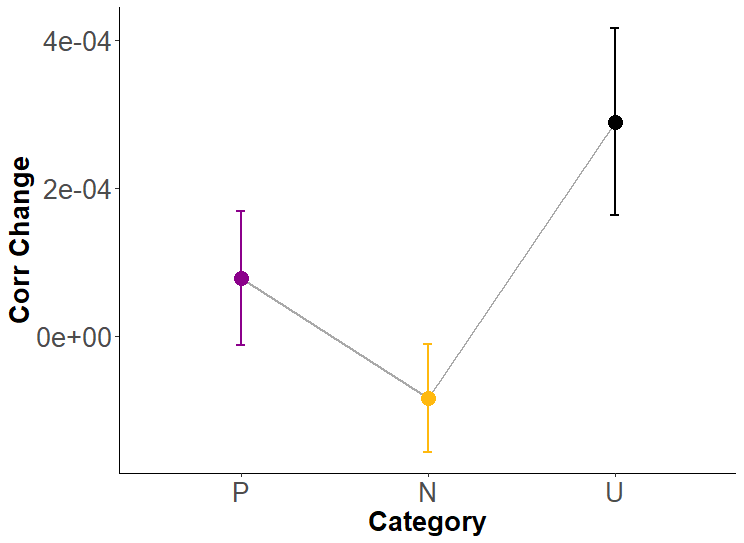 4e-04
2e-04
0e+00
Corr Change
P N U
Category